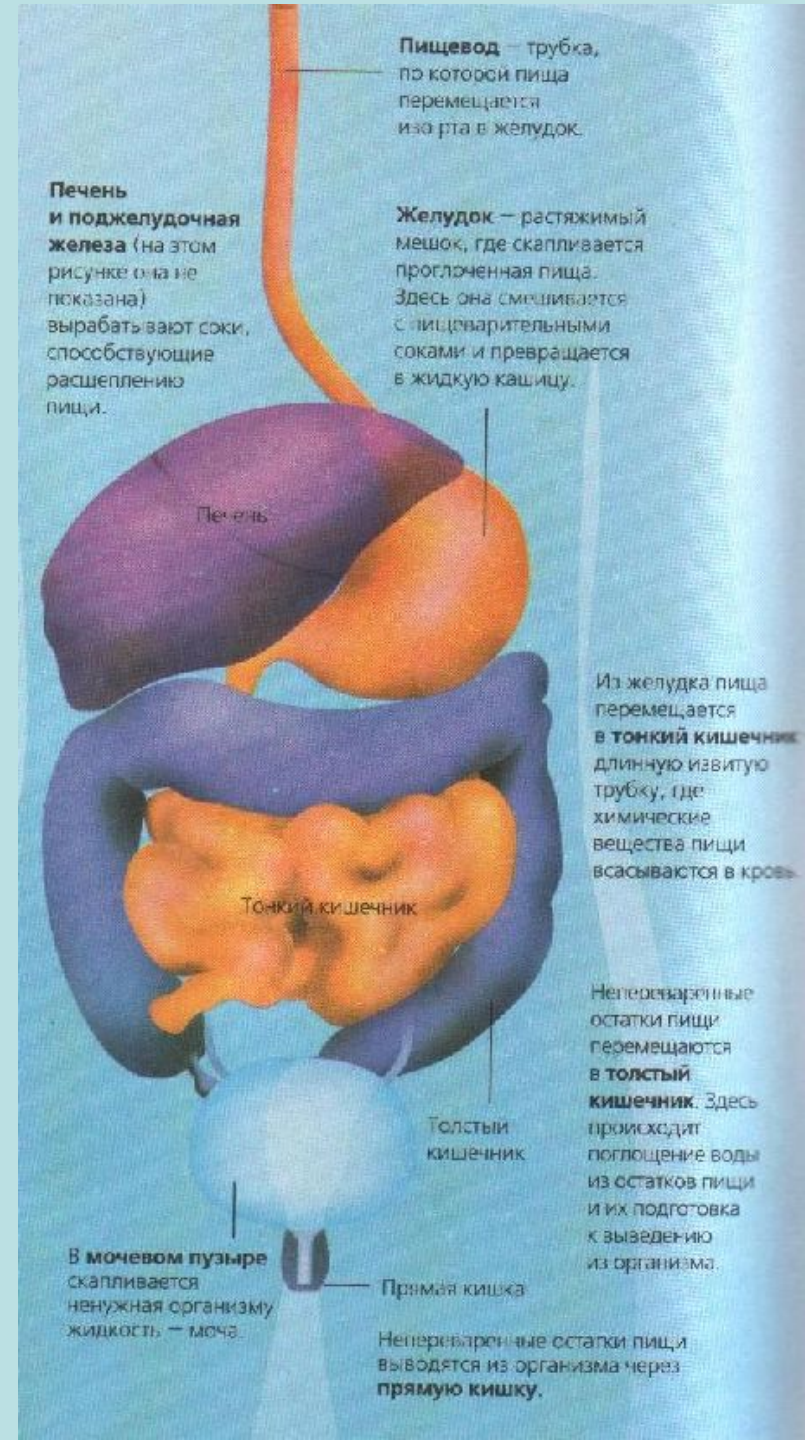 Пищевод — трубка,
по которой пища
перемещается
изо рта в желудок.
Печень
и поджелудочная
железа (на этом
рисунке она не
показана)
вырабатывают соки,
способствующие
расщеплению
пищи.
Желудок — растяжимый
мешок, где скапливается
проглоченная пища.
Здесь она смешивается
с пищеварительными
соками и превращается
в жидкую кашицу.
Печень
Из желудка пища
перемещается
в тонкий кишечник
длинную извитую
трубку, где
химические
вещества пищи
всасываются в кровь.
Тонкий кишечник
Непереваренные
остатки пищи
перемещаются
в толстый
кишечник. Здесь
происходит
поглощение воды
из остатков пищи
и их подготовка
к выведению
из организма.
Толстый
кишечник
В мочевом пузыре
скапливается
ненужная организму
жидкость — моча.
Прямая кишка
Непереваренные остатки пищи
выводятся из организма через
прямую кишку.